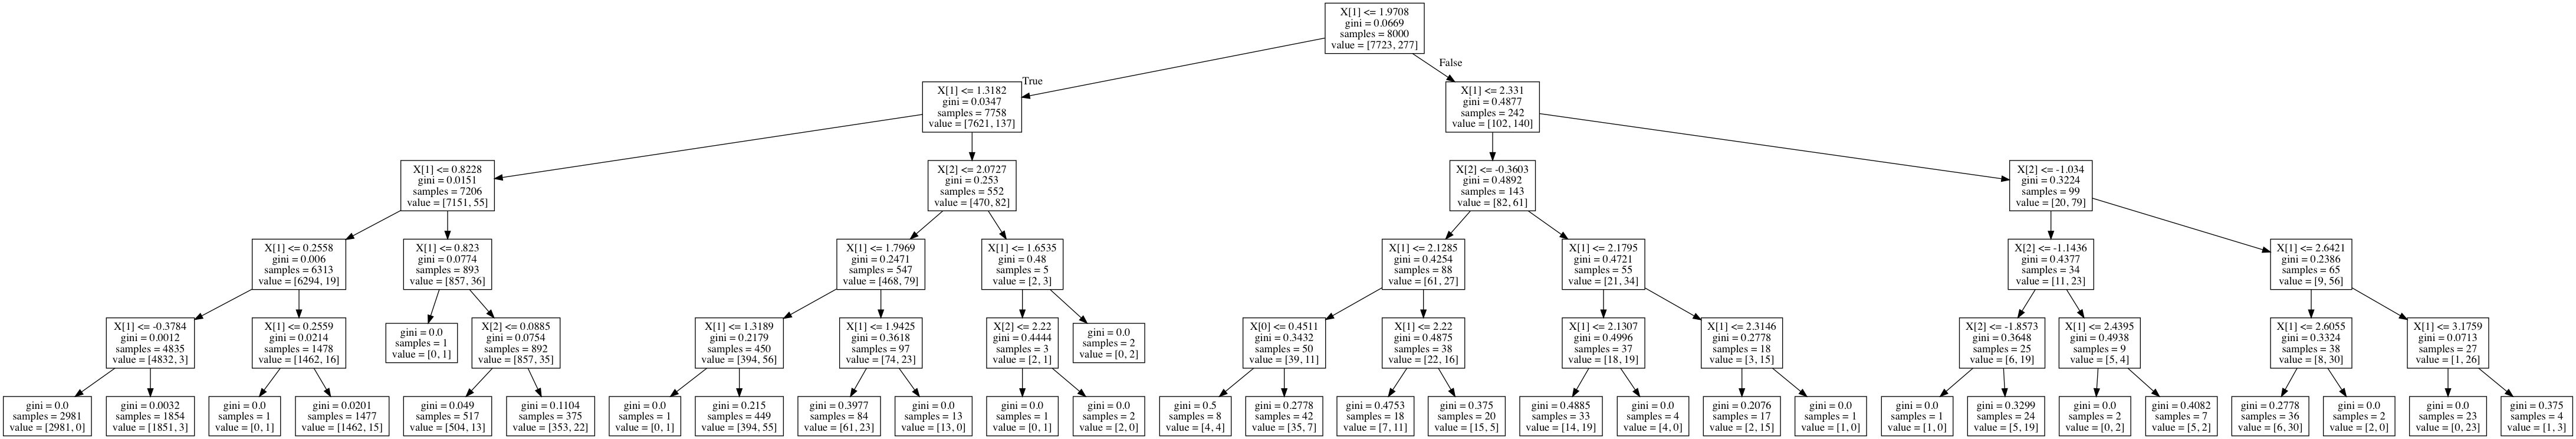 X[1] <= 1.9708
gini = 0.0669
samples = 8000
value = [7723, 277]
True
False
X[1] <= 1.3182
gini = 0.0347
samples = 7758
value = [7621, 137]
X[1] <= 2.331
gini = 0.4877
samples = 242
value = [102, 140]
X[1] <= 0.8228
gini = 0.0151
samples = 7206
value = [7151, 55]
X[2] <= 2.0727
gini = 0.253
samples = 552
value = [470, 82]
X[2] <= -0.3603
gini = 0.4892
samples = 143
value = [82, 61]
X[2] <= -1.034
gini = 0.3224
samples = 99
value = [20, 79]
X[1] <= 0.2558
gini = 0.006
samples = 6313
value = [6294, 19]
X[1] <= 0.823
gini = 0.0774
samples = 893
value = [857, 36]
X[1] <= 1.7969
gini = 0.2471
samples = 547
value = [468, 79]
X[1] <= 1.6535
gini = 0.48
samples = 5
value = [2, 3]
X[1] <= 2.1285
gini = 0.4254
samples = 88
value = [61, 27]
X[1] <= 2.1795
gini = 0.4721
samples = 55
value = [21, 34]
X[2] <= -1.1436
gini = 0.4377
samples = 34
value = [11, 23]
X[1] <= 2.6421
gini = 0.2386
samples = 65
value = [9, 56]
X[1] <= -0.3784
gini = 0.0012
samples = 4835
value = [4832, 3]
X[1] <= 0.2559
gini = 0.0214
samples = 1478
value = [1462, 16]
gini = 0.0
samples = 1
value = [0, 1]
X[2] <= 0.0885
gini = 0.0754
samples = 892
value = [857, 35]
X[1] <= 1.3189
gini = 0.2179
samples = 450
value = [394, 56]
X[1] <= 1.9425
gini = 0.3618
samples = 97
value = [74, 23]
X[2] <= 2.22
gini = 0.4444
samples = 3
value = [2, 1]
gini = 0.0
samples = 2
value = [0, 2]
X[0] <= 0.4511
gini = 0.3432
samples = 50
value = [39, 11]
X[1] <= 2.22
gini = 0.4875
samples = 38
value = [22, 16]
X[1] <= 2.1307
gini = 0.4996
samples = 37
value = [18, 19]
X[1] <= 2.3146
gini = 0.2778
samples = 18
value = [3, 15]
X[2] <= -1.8573
gini = 0.3648
samples = 25
value = [6, 19]
X[1] <= 2.4395
gini = 0.4938
samples = 9
value = [5, 4]
X[1] <= 2.6055
gini = 0.3324
samples = 38
value = [8, 30]
X[1] <= 3.1759
gini = 0.0713
samples = 27
value = [1, 26]
gini = 0.0
samples = 2981
value = [2981, 0]
gini = 0.0032
samples = 1854
value = [1851, 3]
gini = 0.0
samples = 1
value = [0, 1]
gini = 0.0201
samples = 1477
value = [1462, 15]
gini = 0.049
samples = 517
value = [504, 13]
gini = 0.1104
samples = 375
value = [353, 22]
gini = 0.0
samples = 1
value = [0, 1]
gini = 0.215
samples = 449
value = [394, 55]
gini = 0.3977
samples = 84
value = [61, 23]
gini = 0.0
samples = 13
value = [13, 0]
gini = 0.0
samples = 1
value = [0, 1]
gini = 0.0
samples = 2
value = [2, 0]
gini = 0.5
samples = 8
value = [4, 4]
gini = 0.2778
samples = 42
value = [35, 7]
gini = 0.4753
samples = 18
value = [7, 11]
gini = 0.375
samples = 20
value = [15, 5]
gini = 0.4885
samples = 33
value = [14, 19]
gini = 0.0
samples = 4
value = [4, 0]
gini = 0.2076
samples = 17
value = [2, 15]
gini = 0.0
samples = 1
value = [1, 0]
gini = 0.0
samples = 1
value = [1, 0]
gini = 0.3299
samples = 24
value = [5, 19]
gini = 0.0
samples = 2
value = [0, 2]
gini = 0.4082
samples = 7
value = [5, 2]
gini = 0.2778
samples = 36
value = [6, 30]
gini = 0.0
samples = 2
value = [2, 0]
gini = 0.0
samples = 23
value = [0, 23]
gini = 0.375
samples = 4
value = [1, 3]